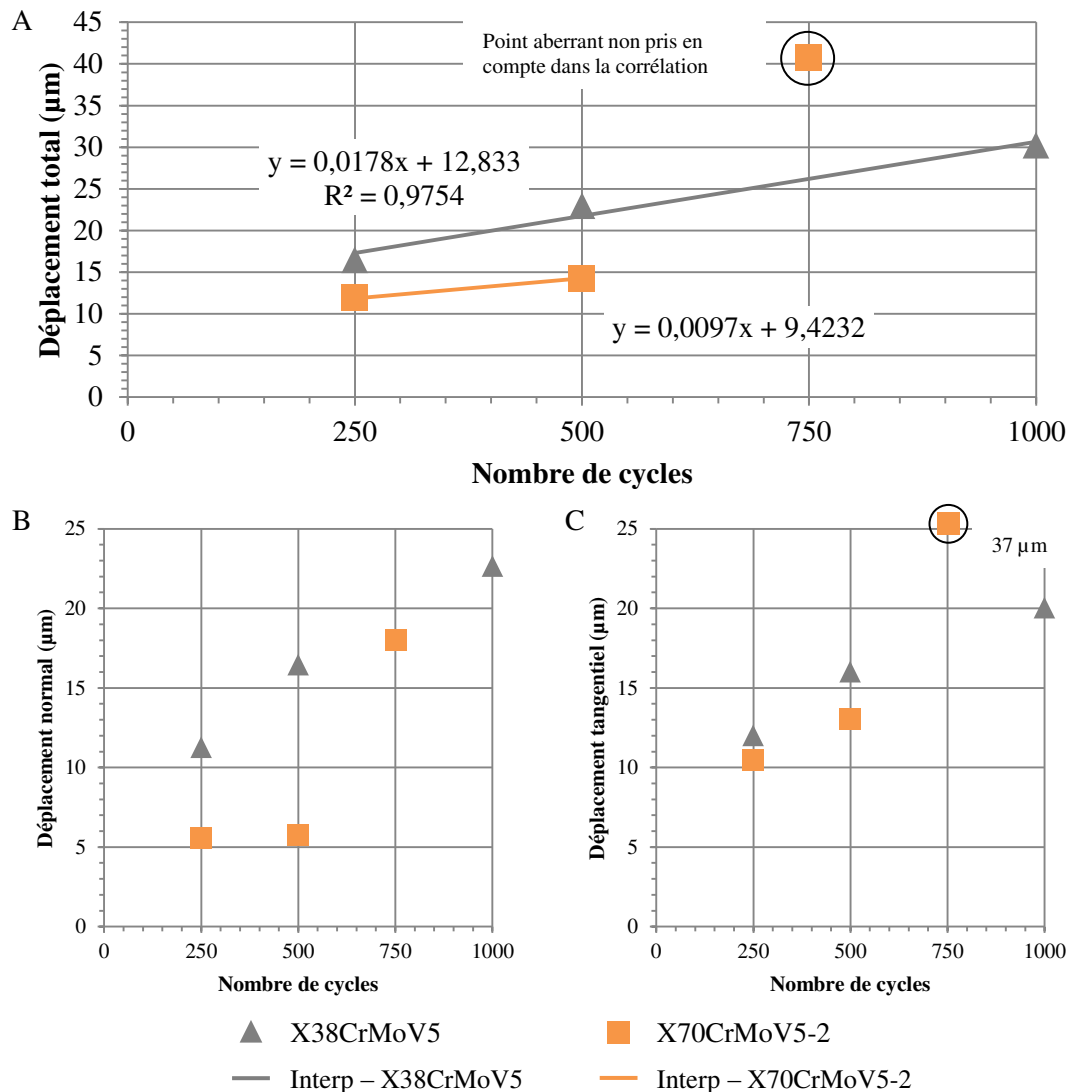 A
45
40
35
30
25
20
15
10
5
0
Déplacement total (µm)
Point aberrant non pris en
compte dans la corrélation
y = 0,0178x + 12,833
R² = 0,9754
y = 0,0097x + 9,4232
0 250 500 750 1000
Nombre de cycles
B
25
20
15
10
5
0
Déplacement normal (µm)
0 250 500 750 1000
Nombre de cycles
C
25
20
15
10
5
0
Déplacement tangentiel (µm)
37 µm
0 250 500 750 1000
Nombre de cycles
X38CrMoV5 X70CrMoV5-2
Interp – X38CrMoV5 Interp – X70CrMoV5-2